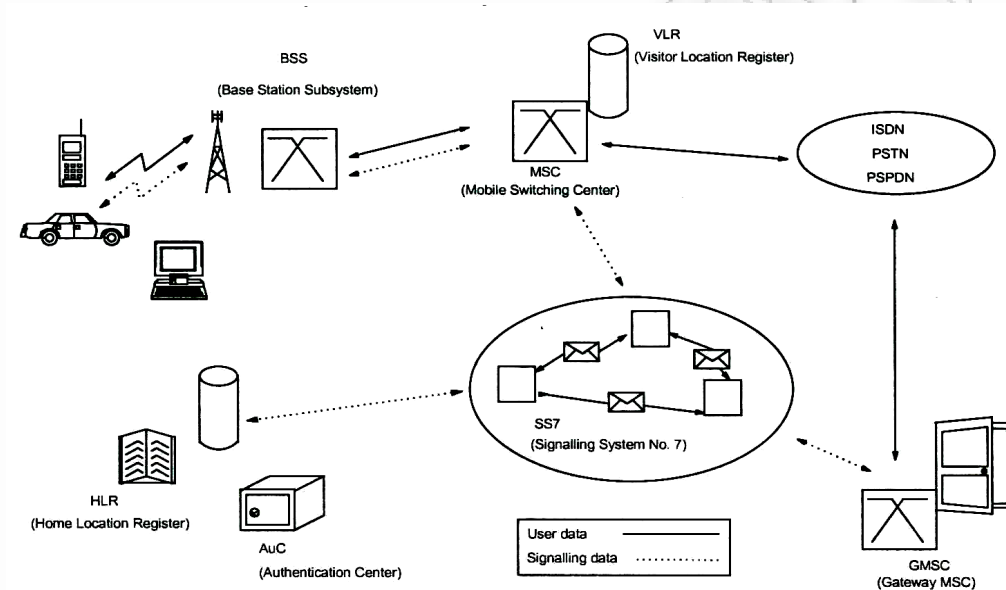 VLR
(Visitor Location Register)
BSS
(Base Station Subsystem)
ISDN
PSTN
PSPDN
MSC
(Mobile Switching Center)
SS7
(Signalling System No. 7)
HLR
(Home Location Register)
AuC
(Authentication Center)
User data
Signalling data
GMSC
(Gateway MSC)